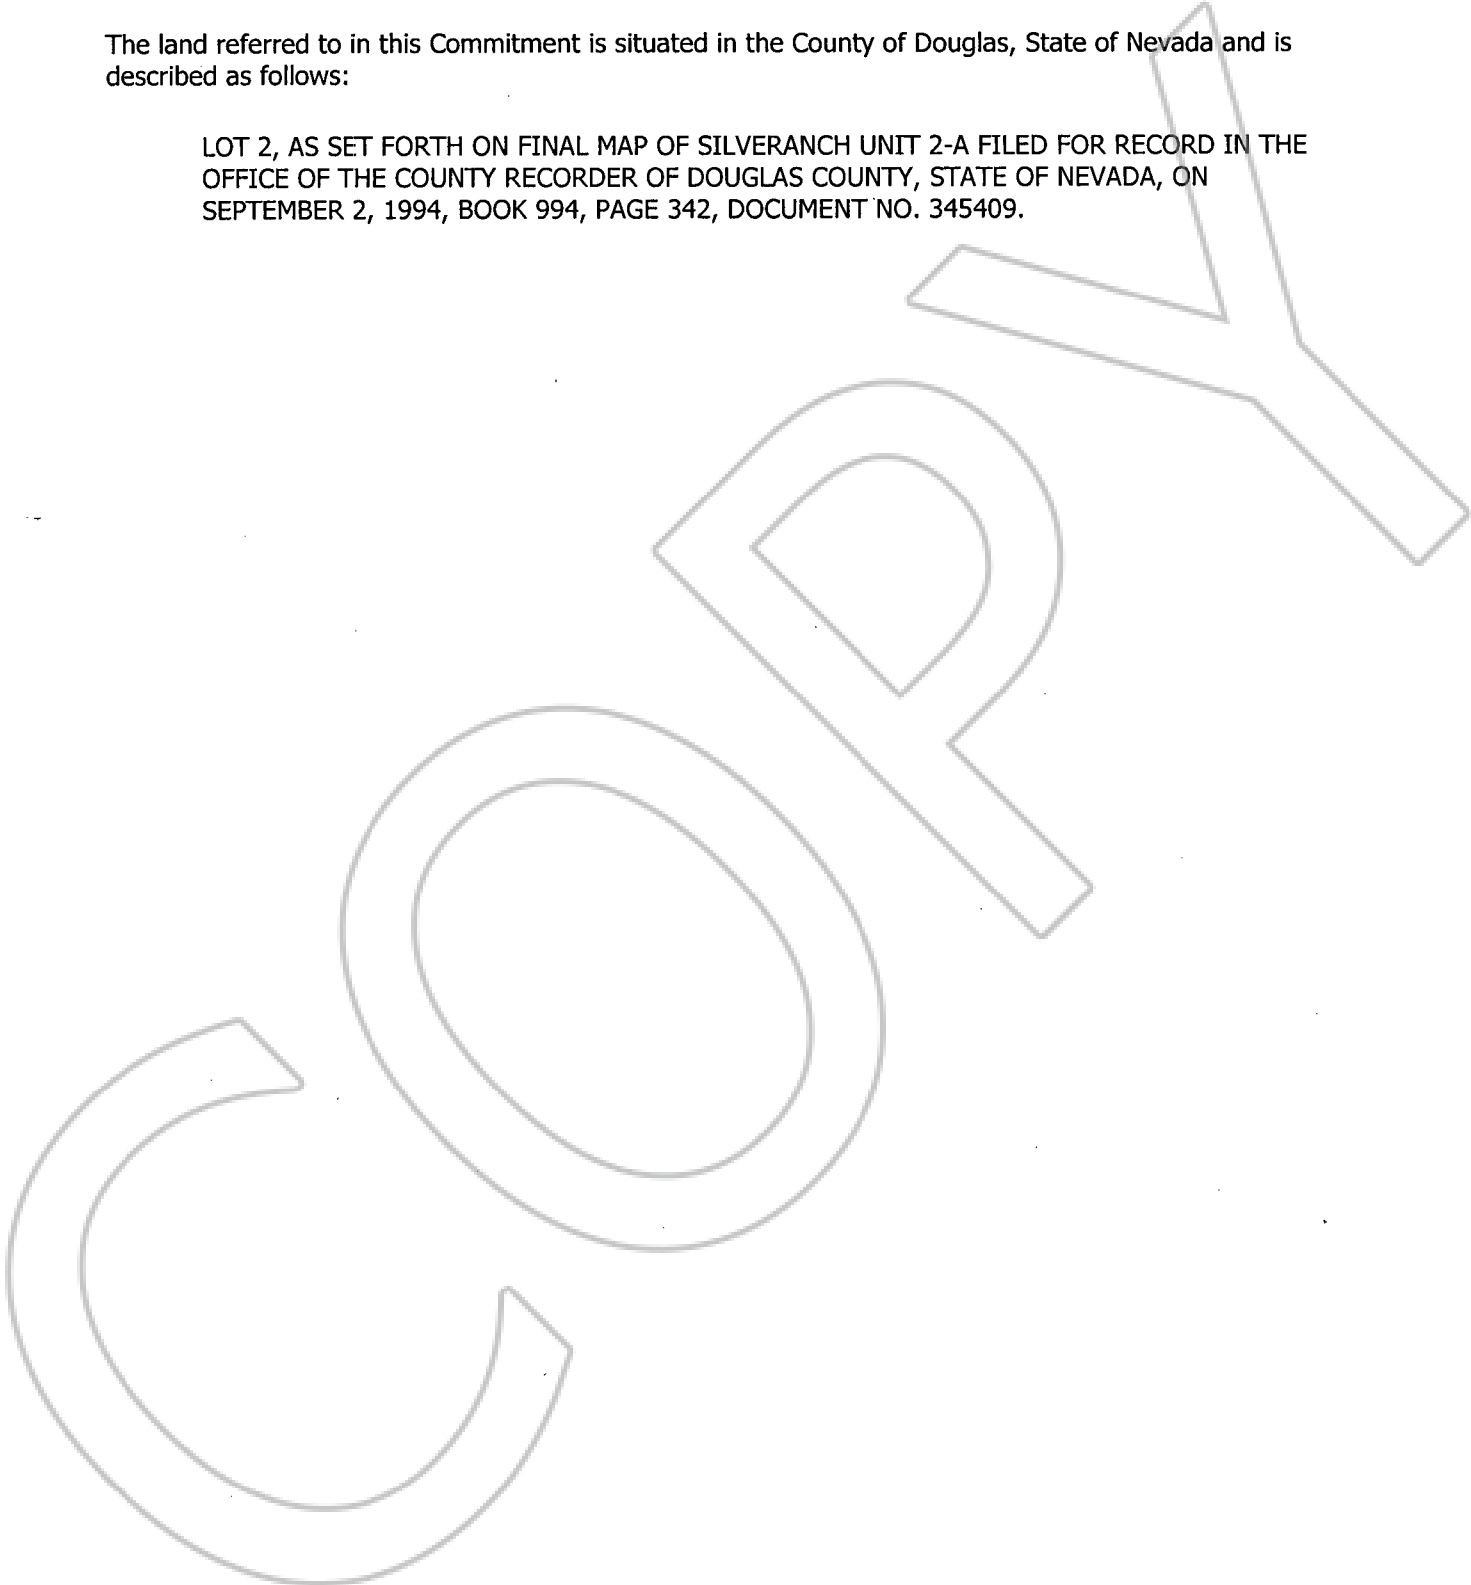 The land referred to in this Commitment is situated in the County of Douglas, State of Nevada and is
described as follows:
LOT 2, AS SET FORTH ON FINAL MAP OF SILVERANCH UNIT 2-A FILED FOR RECORD IN THE
OFFICE OF THE COUNTY RECORDER OF DOUGLAS COUNTY, STATE OF NEVADA, ON
SEPTEMBER 2, 1994, BOOK 994, PAGE 342, DOCUMENT NO. 345409.
COPY